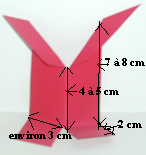 7 à 8 cm
4 à 5 cm
2 cm
environ 3 cm